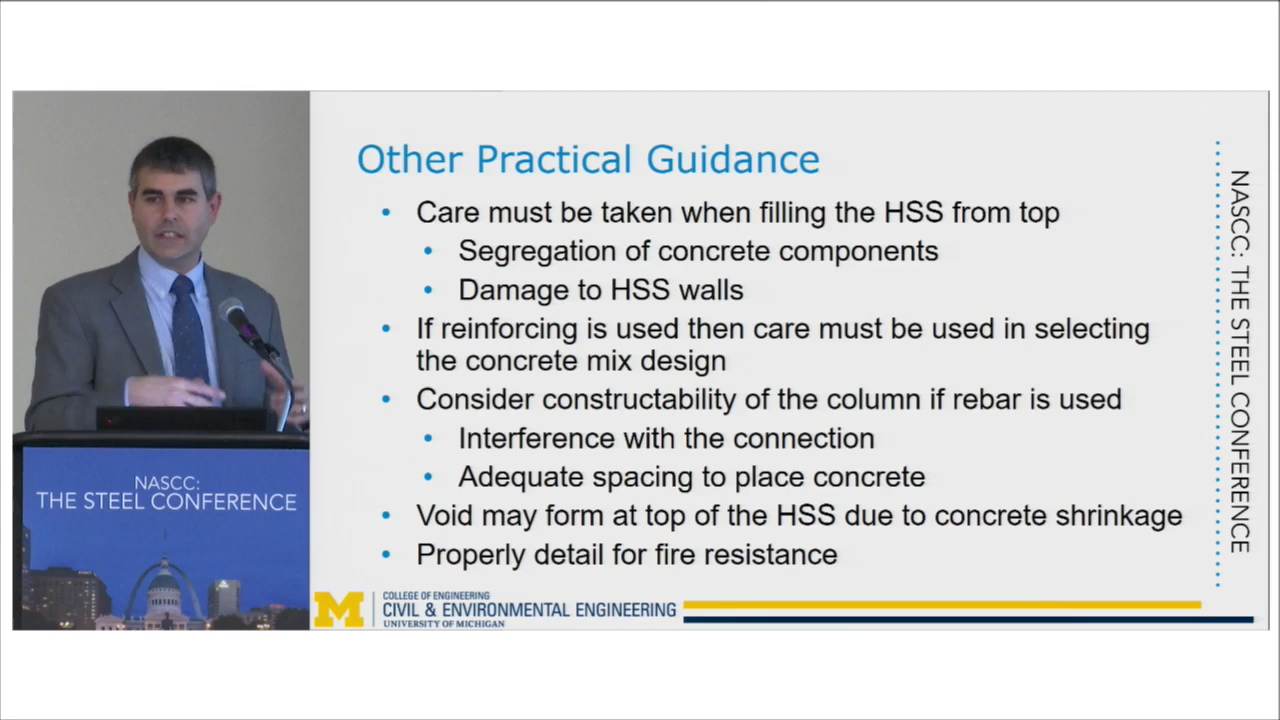 Other Practical Guidance
• Care must be taken when filling the HSS from top
• Segregation of concrete components
• Damage to HSS walls
• If reinforcing is used then care must be used in selecting
the concrete mix design
• Consider constructability of the column if rebar is used
• Interference with the connection
• Adequate spacing to place concrete
• Void may form at top of the HSS due to concrete shrinkage
• Properly detail for fire resistance
NASCC: THE STEEL CONFERENCE
NASCC:
THE STEEL CONFERENCE
M
COLLEGE OF ENGINEERING
CIVIL & ENVIRONMENTAL ENGINEERING
UNIVERSITY OF MICHIGAN